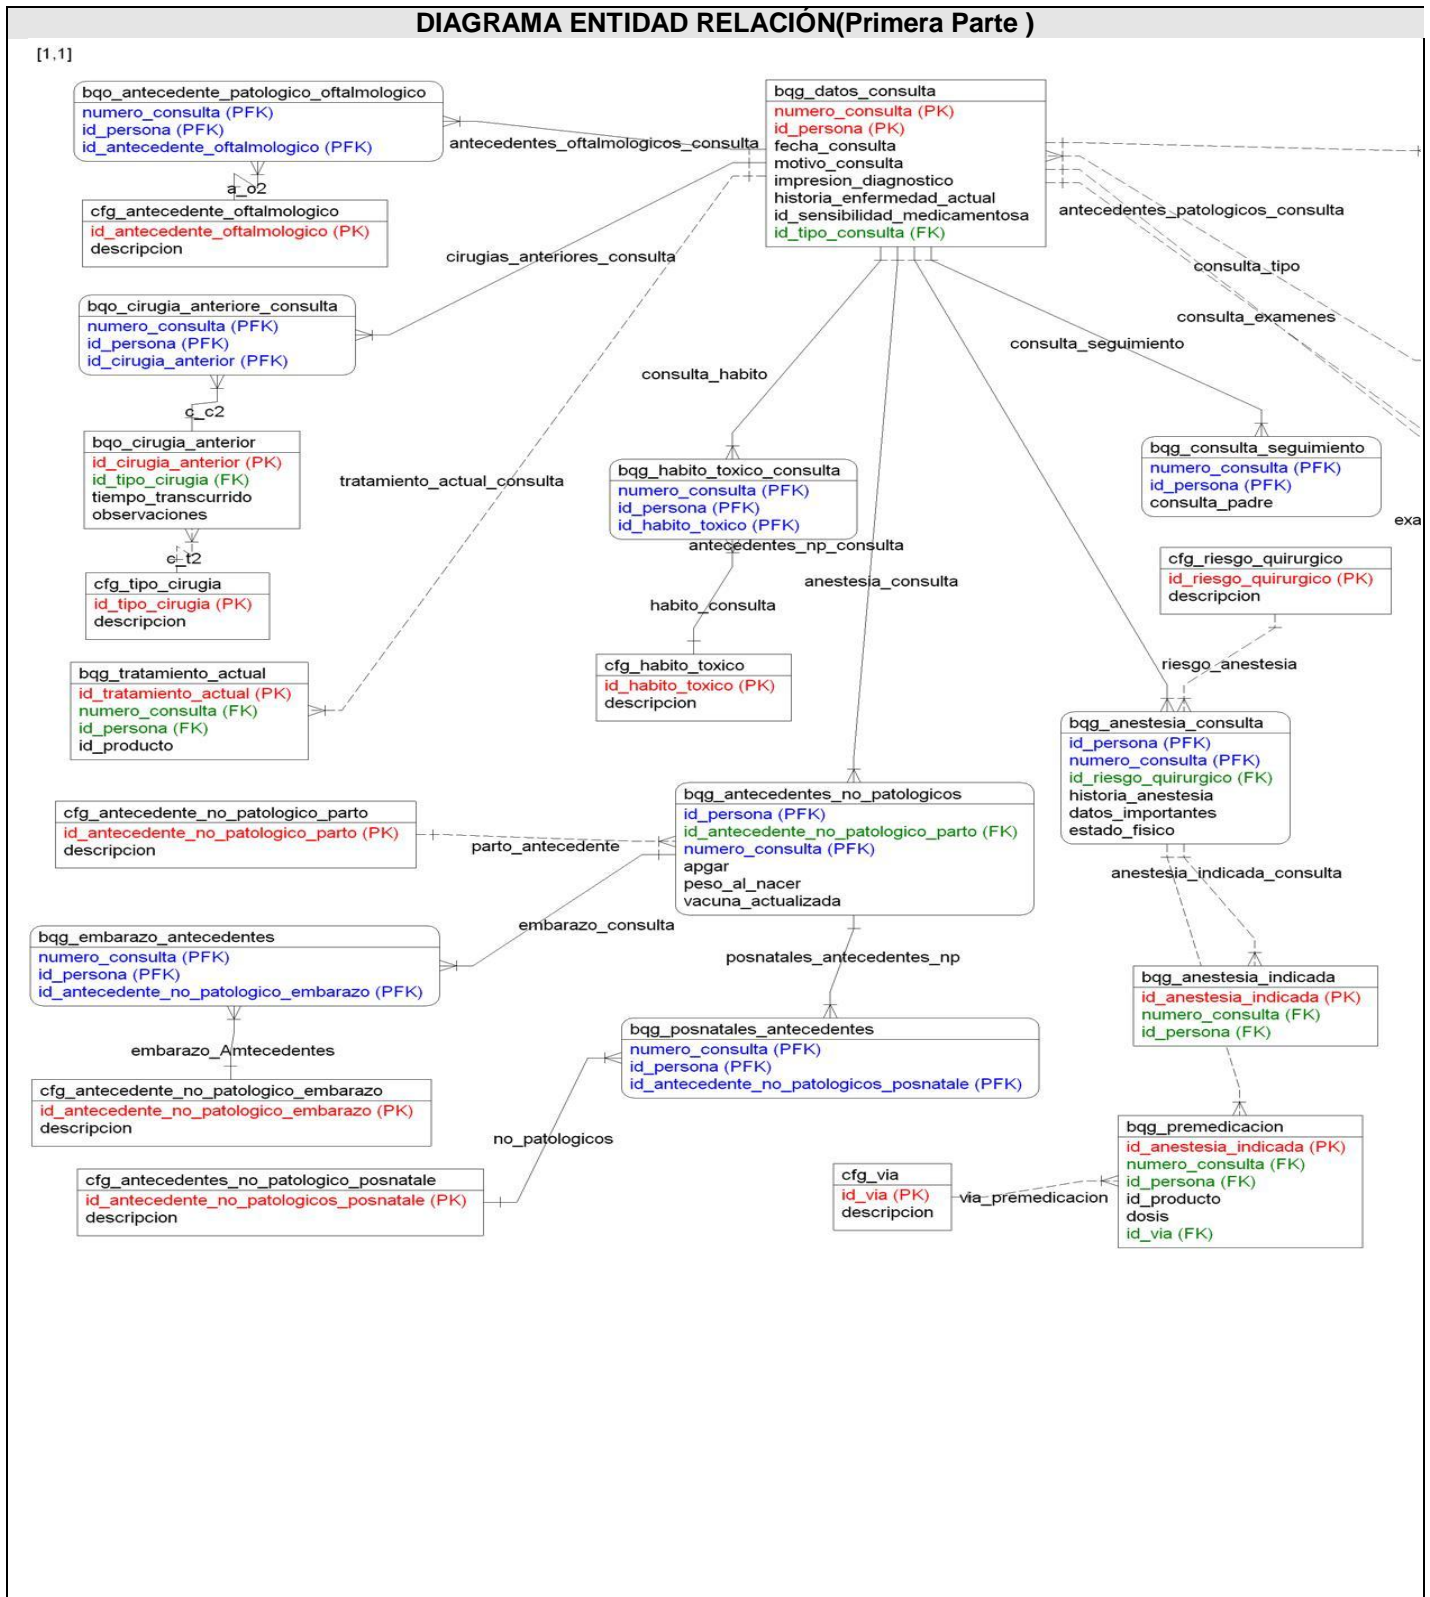 DIAGRAMA ENTIDAD RELACIÓN(Primera Parte )
[1,1]
bqo_antecedente_patologico_oftalmologico
numero_consulta (PFK)
id_persona (PFK)
id_antecedente_oftalmologico (PFK)
antecedentes_oftalmologicos_consulta
a_o2
cfg_antecedente_oftalmologico
id_antecedente_oftalmologico (PK)
descripcion
bqg_datos_consulta
numero_consulta (PK)
id_persona (PK)
fecha_consulta
motivo_consulta
impresion_diagnostico
historia_enfermedad_actual
id_sensibilidad_medicamentosa
id_tipo_consulta (FK)
antecedentes_patologicos_consulta
consulta_tipo
consulta_examenes
cirugias_anteriores_consulta
bqo_cirugia_anteriore_consulta
numero_consulta (PFK)
id_persona (PFK)
id_cirugia_anterior (PFK)
c_c2
bqo_cirugia_anterior
id_cirugia_anterior (PK)
id_tipo_cirugia (FK)
tiempo_transcurrido
observaciones
c_t2
cfg_tipo_cirugia
id_tipo_cirugia (PK)
descripcion
tratamiento_actual_consulta
bqg_tratamiento_actual
id_tratamiento_actual (PK)
numero_consulta (FK)
id_persona (FK)
id_producto
consulta_habito
bqg_habito_toxico_consulta
numero_consulta (PFK)
id_persona (PFK)
id_habito_toxico (PFK)
antecedentes_np_consulta
habito_consulta
cfg_habito_toxico
id_habito_toxico (PK)
descripcion
anestesia_consulta
consulta_seguimiento
bqg_consulta_seguimiento
numero_consulta (PFK)
id_persona (PFK)
consulta_padre
exa
cfg_riesgo_quirurgico
id_riesgo_quirurgico (PK)
descripcion
riesgo_anestesia
bqg_anestesia_consulta
id_persona (PFK)
numero_consulta (PFK)
id_riesgo_quirurgico (FK)
historia_anestesia
datos_importantes
estado_fisico
anestesia_indicada_consulta
cfg_antecedente_no_patologico_parto
id_antecedente_no_patologico_parto (PK)
descripcion
parto_antecedente
bqg_antecedentes_no_patologicos
id_persona (PFK)
id_antecedente_no_patologico_parto (FK)
numero_consulta (PFK)
apgar
peso_al_nacer
vacuna_actualizada
embarazo_consulta
bqg_embarazo_antecedentes
numero_consulta (PFK)
id_persona (PFK)
id_antecedente_no_patologico_embarazo (PFK)
posnatales_antecedentes_np
embarazo_Amtecedentes
cfg_antecedente_no_patologico_embarazo
id_antecedente_no_patologico_embarazo (PK)
descripcion
bqg_posnatales_antecedentes
numero_consulta (PFK)
id_persona (PFK)
id_antecedente_no_patologicos_posnatale (PFK)
no_patologicos
cfg_antecedentes_no_patologico_posnatale
id_antecedente_no_patologicos_posnatale (PK)
descripcion
bqg_anestesia_indicada
id_anestesia_indicada (PK)
numero_consulta (FK)
id_persona (FK)
cfg_via
id_via (PK)
descripcion
via_premedicacion
bqg_premedicacion
id_anestesia_indicada (PK)
numero_consulta (FK)
id_persona (FK)
id_producto
dosis
id_via (FK)